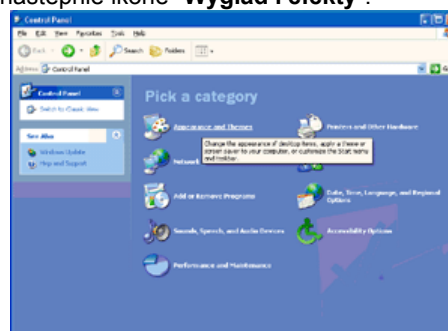 następnie ikonę "Wygląd i efekty".
Control Panel
File Edit View Favorites Tools Help
Back Search Folders
Address Control Panel
Control Panel
Switch to Classic View
See Also
Windows Update
Help and Support
Pick a category
Appearance and Themes
Printers and Other Hardware
Change the appearance of desktop items, apply a theme or
screen saver to your computer, or customize the Start menu
and taskbar.
Network
Add or Remove Programs
Date, Time, Language, and Regional
Options
Sounds, Speech, and Audio Devices
Accessibility Options
Performance and Maintenance